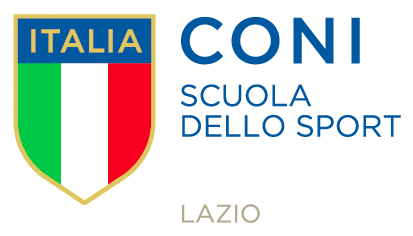 ITALIA
CONI
SCUOLA
DELLO SPORT
LAZIO